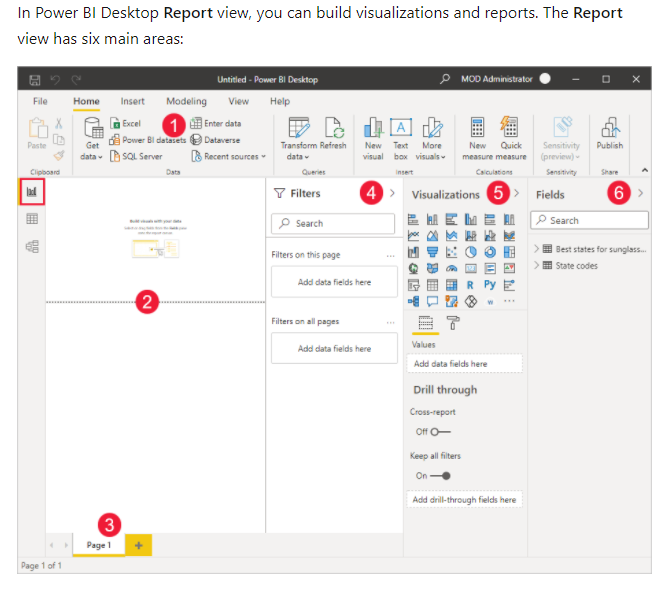 In Power BI Desktop Report view, you can build visualizations and reports. The Report
view has six main areas:
Untitled - Power BI Desktop
MOD Administrator
File Home Insert Modeling View Help
Paste
Clipboard
Get
data
Excel
Power BI datasets
SQL Server
1
Enter data
Dataverse
Recent sources
Data
Transform
data
Refresh
Queries
New
visual
Text
box
More
visuals
Insert
New
measure
Quick
measure
Calculations
Sensitivity
(preview)
Sensitivity
Publish
Share
Build visuals with your data
2
3
Page 1
+
Page 1 of 1
Filters 4
Search
Filters on this page ...
Add data fields here
Filters on all pages ...
Add data fields here
Visualizations 5
R Py
...
Values
Add data fields here
Drill through
Cross-report
Off
Keep all filters
On
Add drill-through fields here
Fields 6
Search
Best states for sunglass...
State codes